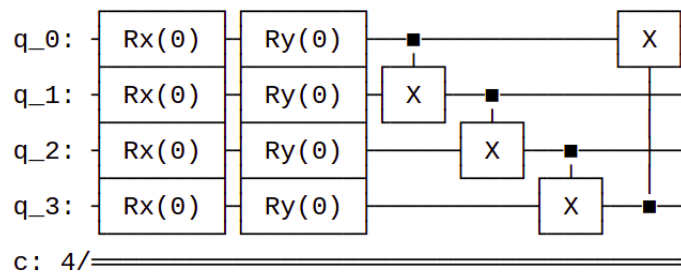 q_0: Rx(0) Ry(0) X
q_1: Rx(0) Ry(0) X
q_2: Rx(0) Ry(0) X
q_3: Rx(0) Ry(0) X
c: 4/